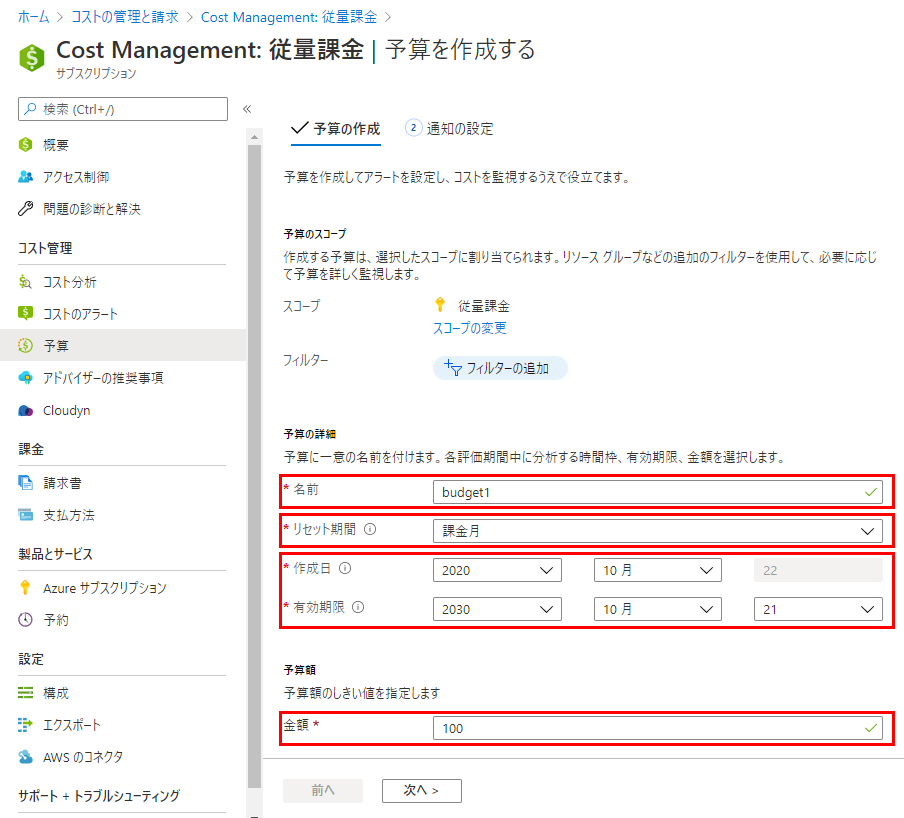 ホーム > コストの管理と請求 > Cost Management: 従量課金 >
Cost Management: 従量課金 | 予算を作成する
サブスクリプション
検索 (Ctrl+/)
«
概要
アクセス制御
問題の診断と解決
コスト管理
コスト分析
コストのアラート
予算
アドバイザーの推奨事項
Cloudyn
課金
請求書
支払方法
製品とサービス
Azure サブスクリプション
予約
設定
構成
エクスポート
AWS のコネクタ
サポート + トラブルシューティング
予算の作成 2 通知の設定
予算を作成してアラートを設定し、コストを監視するうえで役立てます。
予算のスコープ
作成する予算は、選択したスコープに割り当てられます。リソース グループなどの追加のフィルターを使用して、必要に応じ
て予算を詳しく監視します。
スコープ 従量課金
スコープの変更
フィルター フィルターの追加
予算の詳細
予算に一意の名前を付けます。各評価期間中に分析する時間枠、有効期限、金額を選択します。
* 名前 budget1
* リセット期間 課金月
* 作成日 2020 10 月 22
* 有効期限 2030 10 月 21
予算額
予算額のしきい値を指定します
金額 * 100
前へ 次へ >